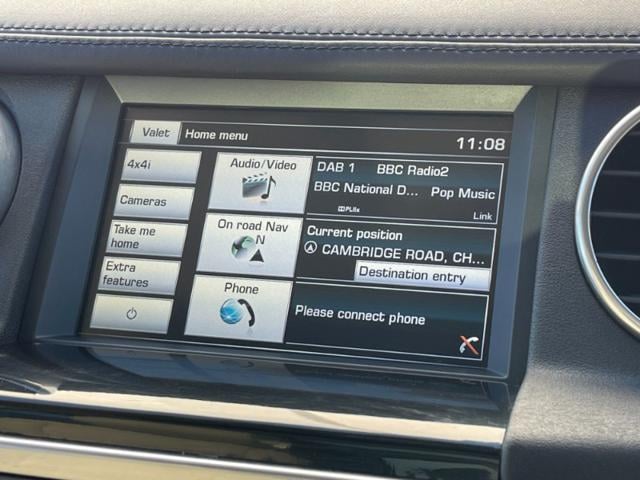 Valet Home menu 11:08
4x4i
Cameras
Take me
home
Extra
features
Audio/Video
DAB 1 BBC Radio2
BBC National D... Pop Music
PLIIx
Link
On road Nav
N
Current position
CAMBRIDGE ROAD, CH...
Destination entry
Phone
Please connect phone